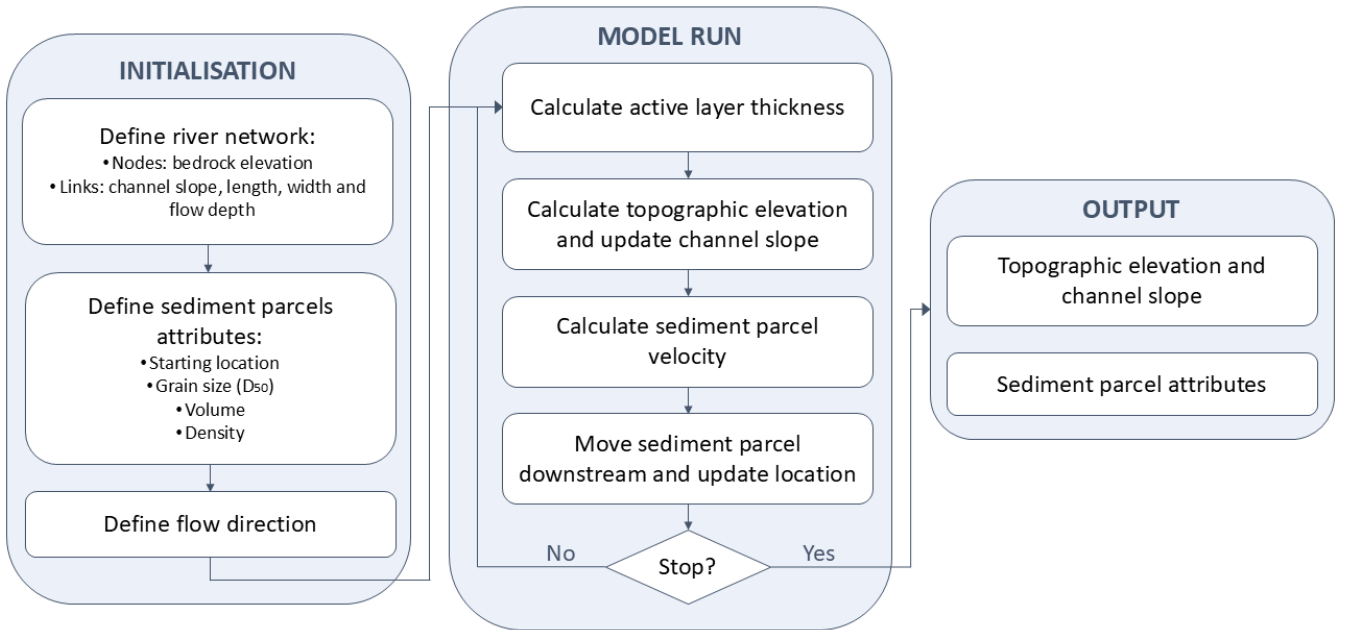 INITIALISATION
Define river network:
•Nodes: bedrock elevation
•Links: channel slope, length, width and
flow depth
Define sediment parcels
attributes:
•Starting location
•Grain size (D₅₀)
•Volume
•Density
Define flow direction
MODEL RUN
Calculate active layer thickness
Calculate topographic elevation
and update channel slope
Calculate sediment parcel
velocity
Move sediment parcel
downstream and update location
No
Stop?
Yes
OUTPUT
Topographic elevation and
channel slope
Sediment parcel attributes